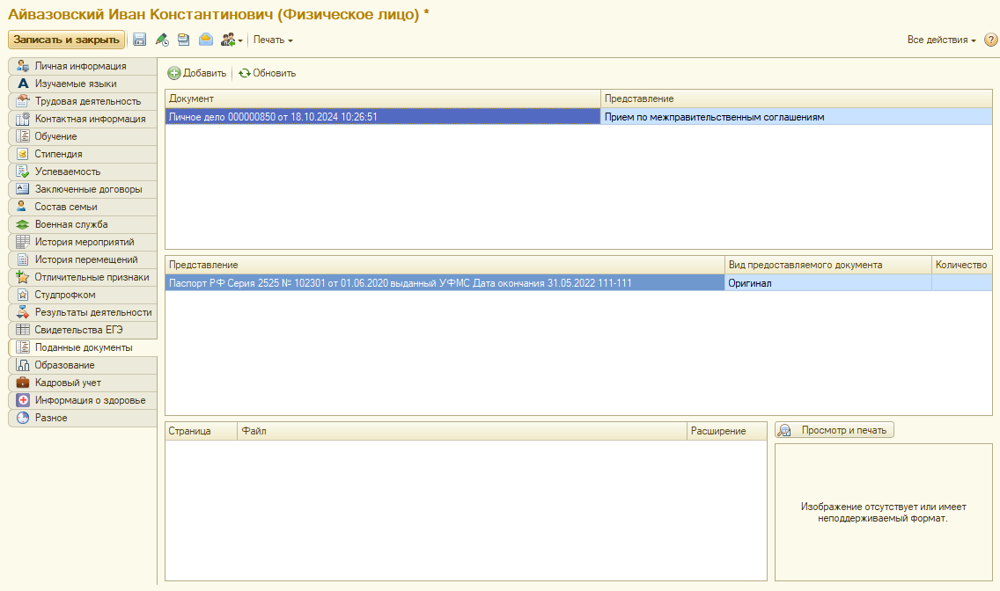 Айвазовский Иван Константинович (Физическое лицо) *
Записать и закрыть
Печать
Все действия
?
Личная информация
Изучаемые языки
Трудовая деятельность
Контактная информация
Обучение
Стипендия
Успеваемость
Заключенные договоры
Состав семьи
Военная служба
История мероприятий
История перемещений
Отличительные признаки
Студпрофком
Результаты деятельности
Свидетельства ЕГЭ
Поданные документы
Образование
Кадровый учет
Информация о здоровье
Разное
Добавить Обновить
Документ Представление
Личное дело 000000850 от 18.10.2024 10:26:51 Прием по межправительственным соглашениям
Представление Вид предоставляемого документа Количество
Паспорт РФ Серия 2525 № 102301 от 01.06.2020 выданный УФМС Дата окончания 31.05.2022 111-111 Оригинал
Страница Файл Расширение
Просмотр и печать
Изображение отсутствует или имеет
неподдерживаемый формат.